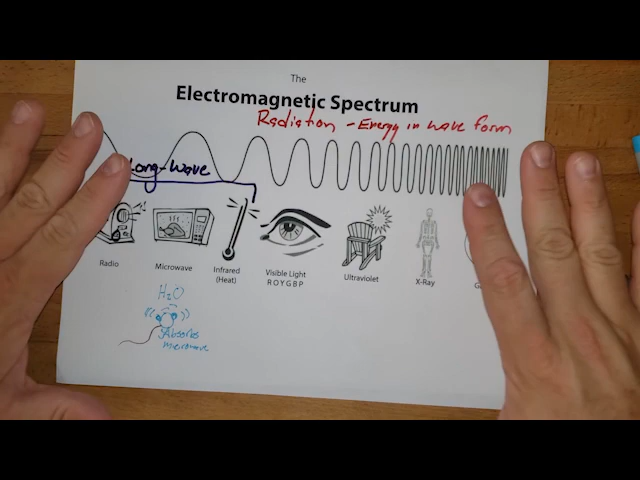 The
Electromagnetic Spectrum
Radiation - Energy in wave form
Long-wave
Radio
Microwave
Infrared
(Heat)
Visible Light
R O Y G B P
Ultraviolet
X-Ray
H₂O
Absorbs
microwave